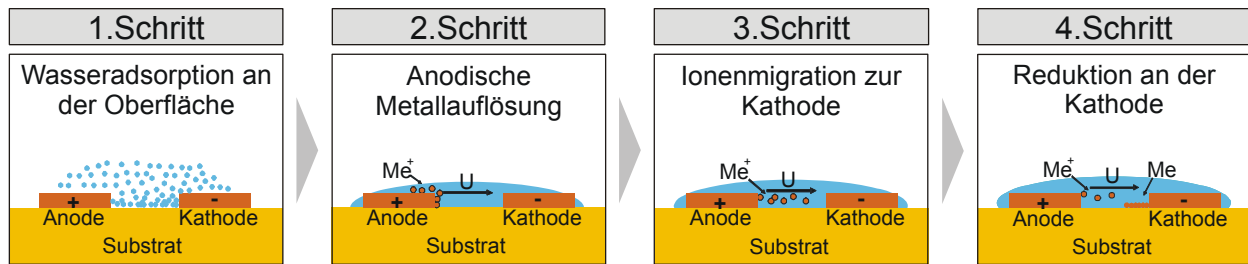 1.Schritt
Wasseradsorption an
der Oberfläche
+
-
Anode
Kathode
Substrat
2.Schritt
Anodische
Metallauflösung
Me+
U
+
-
Anode
Kathode
Substrat
3.Schritt
Ionenmigration zur
Kathode
Me+
U
+
-
Anode
Kathode
Substrat
4.Schritt
Reduktion an der
Kathode
Me+
U
Me
+
-
Anode
Kathode
Substrat